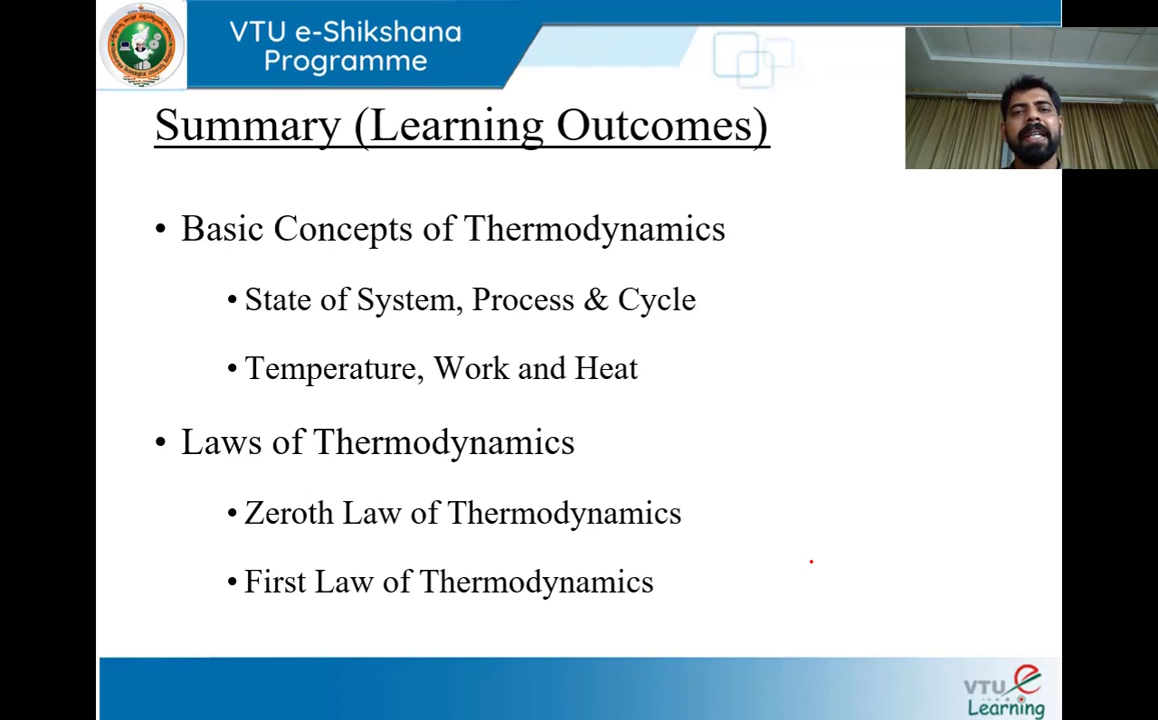 VTU e-Shikshana
Programme
Summary (Learning Outcomes)
• Basic Concepts of Thermodynamics
• State of System, Process & Cycle
• Temperature, Work and Heat
• Laws of Thermodynamics
• Zeroth Law of Thermodynamics
• First Law of Thermodynamics
VTU e
Learning